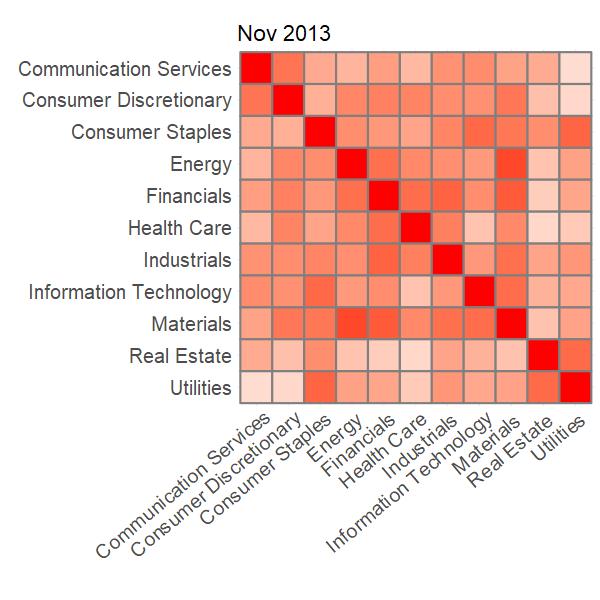 Nov 2013
Communication Services
Consumer Discretionary
Consumer Staples
Energy
Financials
Health Care
Industrials
Information Technology
Materials
Real Estate
Utilities
Communication Services
Consumer Discretionary
Consumer Staples
Energy
Financials
Health Care
Industrials
Information Technology
Materials
Real Estate
Utilities